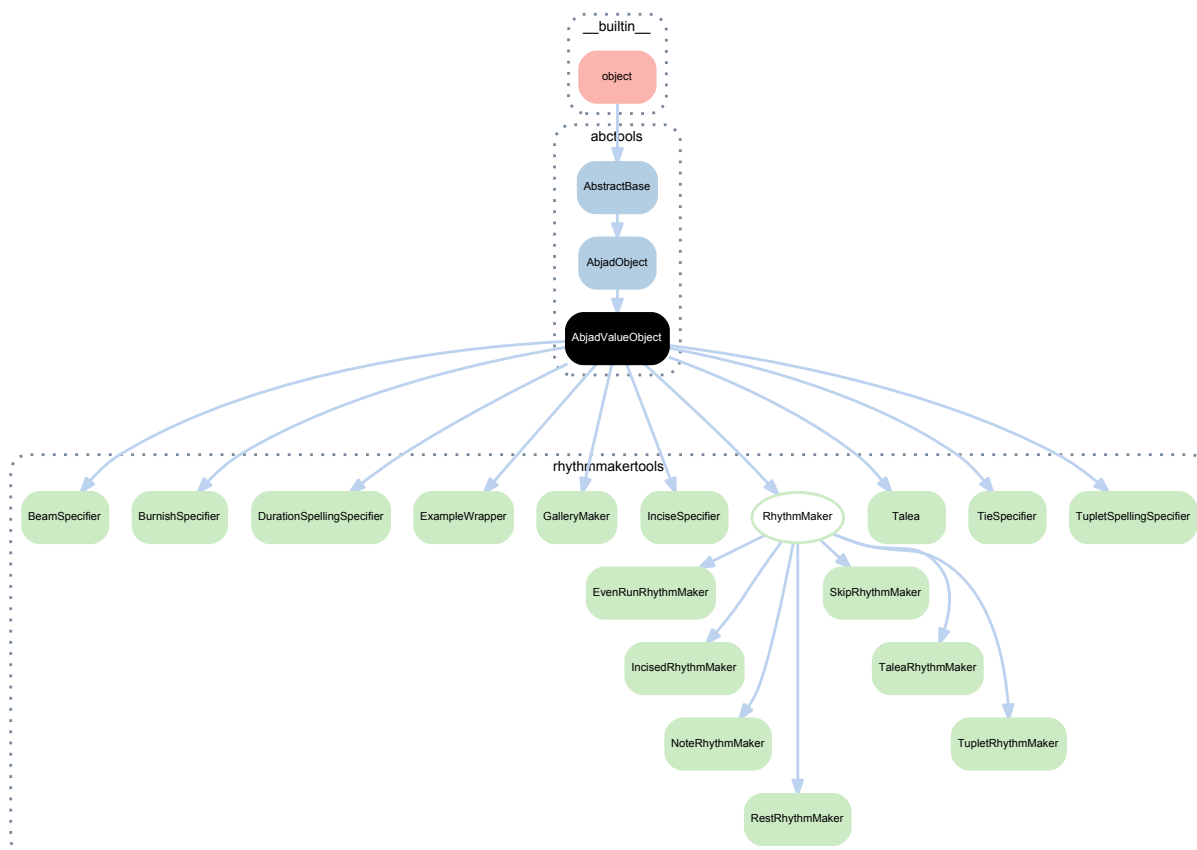 __builtin__
object
abctools
AbstractBase
AbjadObject
AbjadValueObject
rhythmmakertools
BeamSpecifier
BurnishSpecifier
DurationSpellingSpecifier
ExampleWrapper
GalleryMaker
InciseSpecifier
RhythmMaker
Talea
TieSpecifier
TupletSpellingSpecifier
EvenRunRhythmMaker
SkipRhythmMaker
IncisedRhythmMaker
TaleaRhythmMaker
NoteRhythmMaker
TupletRhythmMaker
RestRhythmMaker